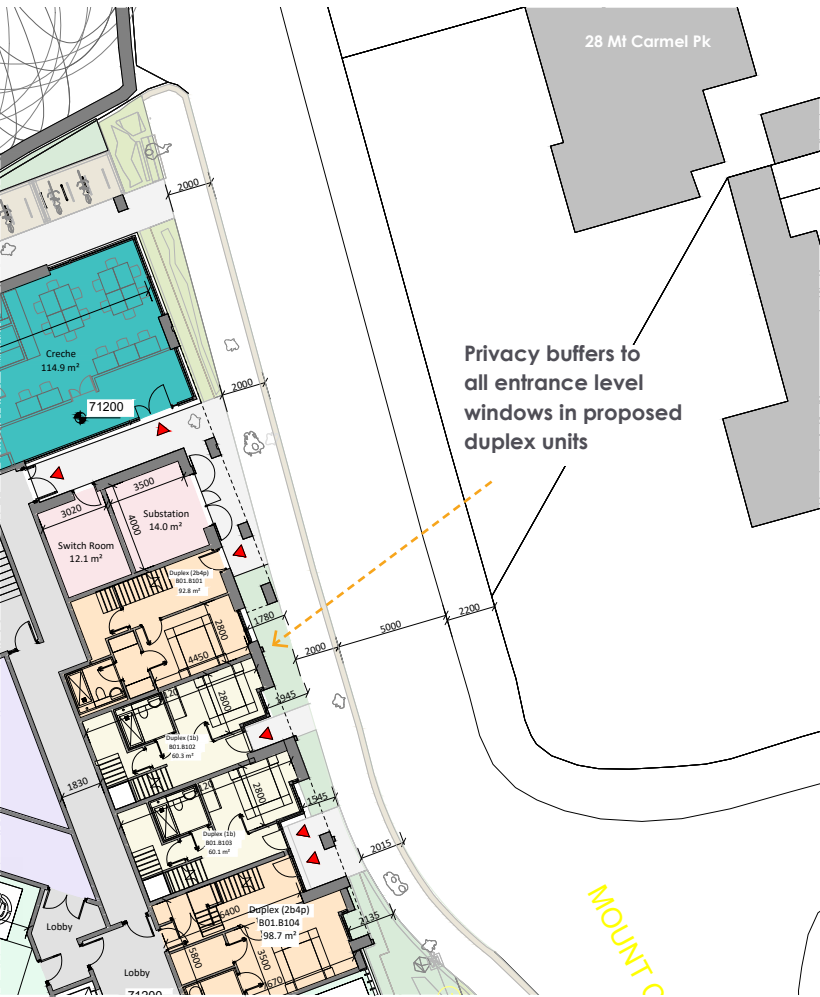 28 Mt Carmel Pk
2000
Creche
114.9 m²
71200
2000
Privacy buffers to
all entrance level
windows in proposed
duplex units
3500
3020
4000
Substation
14.0 m²
Switch Room
12.1 m²
Duplex (2b4p)
B01.B101
92.8 m²
1780
2800
4450
2000
5000
2200
2800
1945
Duplex (1b)
B01.B102
60.3 m²
1830
2800
1545
Duplex (1b)
B01.B103
60.1 m²
2015
6400
Duplex (2b4p)
B01.B104
98.7 m²
2135
5800
3500
Lobby
Lobby
71200
MOUNT